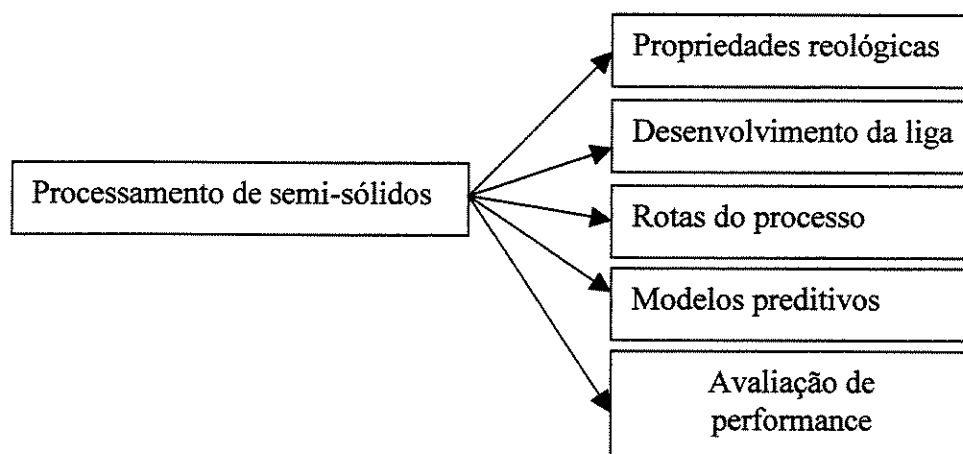 Propriedades reológicas
Desenvolvimento da liga
Processamento de semi-sólidos
Rotas do processo
Modelos preditivos
Avaliação de
performance